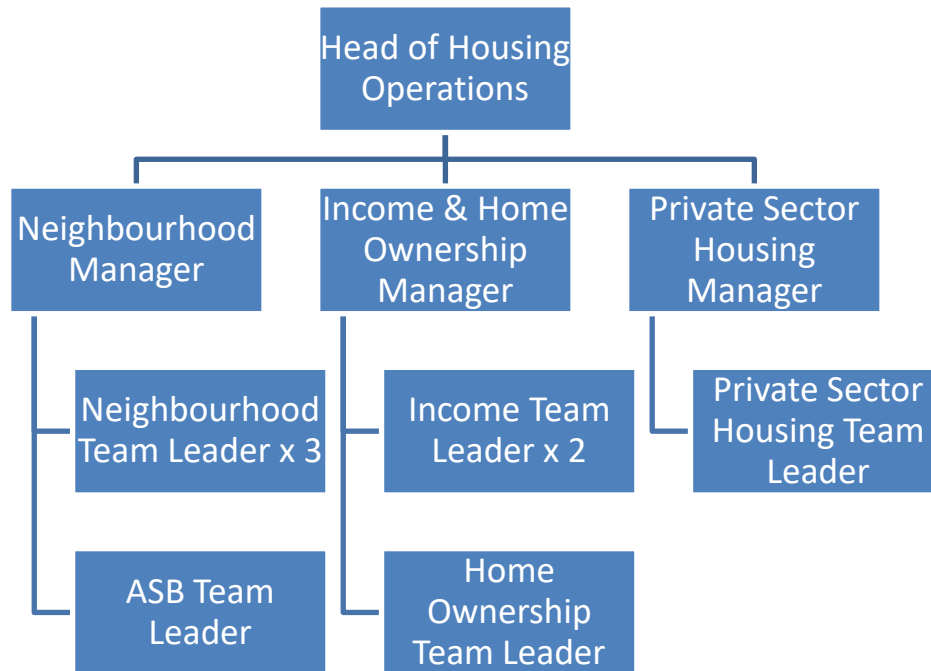 Head of Housing
Operations
Neighbourhood
Manager
Income & Home
Ownership
Manager
Private Sector
Housing
Manager
Neighbourhood
Team Leader x 3
Income Team
Leader x 2
Private Sector
Housing Team
Leader
ASB Team
Leader
Home
Ownership
Team Leader